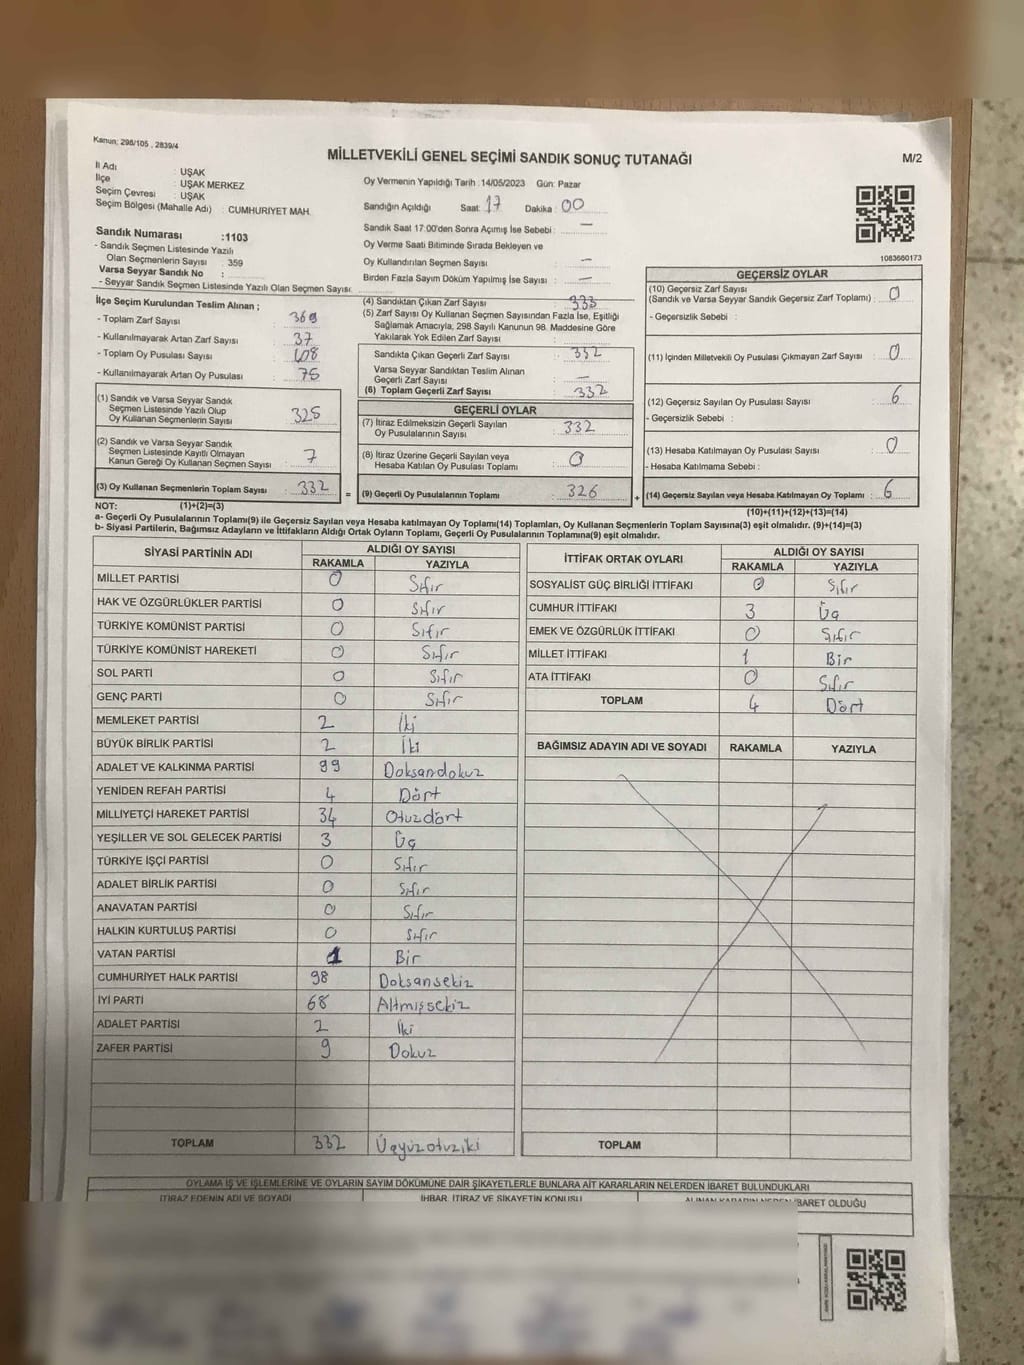 Kanun: 298/105 , 2839/4
MİLLETVEKİLİ GENEL SEÇİMİ SANDIK SONUÇ TUTANAĞI
M/2
İl Adı : UŞAK
İlçe : UŞAK MERKEZ
Seçim Çevresi : UŞAK
Seçim Bölgesi (Mahalle Adı) : CUMHURIYET MAH.
Oy Vermenin Yapıldığı Tarih :14/05/2023 Gün: Pazar
Sandığın Açıldığı Saat: 17 Dakika : 00
Sandık Saat 17:00'den Sonra Açımış İse Sebebi : —
Oy Verme Saati Bitiminde Sırada Bekleyen ve
Oy Kullandırılan Seçmen Sayısı : —
Birden Fazla Sayım Döküm Yapılmış İse Sayısı : —
1083660173
Sandık Numarası :1103
- Sandık Seçmen Listesinde Yazılı
Olan Seçmenlerin Sayısı : 359
Varsa Seyyar Sandık No :
- Seyyar Sandık Seçmen Listesinde Yazılı Olan Seçmen Sayısı:
İlçe Seçim Kurulundan Teslim Alınan ;
- Toplam Zarf Sayısı : 369
- Kullanılmayarak Artan Zarf Sayısı : 37
- Toplam Oy Pusulası Sayısı : 408
- Kullanılmayarak Artan Oy Pusulası : 75
(1) Sandık ve Varsa Seyyar Sandık
Seçmen Listesinde Yazılı Olup
Oy Kullanan Seçmenlerin Sayısı : 325
(2) Sandık ve Varsa Seyyar Sandık
Seçmen Listesinde Kayıtlı Olmayan
Kanun Gereği Oy Kullanan Seçmen Sayısı : 7
(3) Oy Kullanan Seçmenlerin Toplam Sayısı : 332
(4) Sandıktan Çıkan Zarf Sayısı : 333
(5) Zarf Sayısı Oy Kullanan Seçmen Sayısından Fazla İse, Eşitliği
Sağlamak Amacıyla, 298 Sayılı Kanunun 98. Maddesine Göre
Yakılarak Yok Edilen Zarf Sayısı :
Sandıkta Çıkan Geçerli Zarf Sayısı : 332
Varsa Seyyar Sandıktan Teslim Alınan
Geçerli Zarf Sayısı : —
(6) Toplam Geçerli Zarf Sayısı : 332
GEÇERLİ OYLAR
(7) İtiraz Edilmeksizin Geçerli Sayılan
Oy Pusulalarının Sayısı : 332
(8) İtiraz Üzerine Geçerli Sayılan veya
Hesaba Katılan Oy Pusulası Toplamı : 0
= (9) Geçerli Oy Pusulalarının Toplamı : 326
GEÇERSİZ OYLAR
(10) Geçersiz Zarf Sayısı
(Sandık ve Varsa Seyyar Sandık Geçersiz Zarf Toplamı) : 0
- Geçersizlik Sebebi :
(11) İçinden Milletvekili Oy Pusulası Çıkmayan Zarf Sayısı : 0
(12) Geçersiz Sayılan Oy Pusulası Sayısı : 6
- Geçersizlik Sebebi :
(13) Hesaba Katılmayan Oy Pusulası Sayısı : 0
- Hesaba Katılmama Sebebi :
+ (14) Geçersiz Sayılan veya Hesaba Katılmayan Oy Toplamı : 6
NOT: (1)+(2)=(3)
(10)+(11)+(12)+(13)=(14)
a- Geçerli Oy Pusulalarının Toplamı(9) ile Geçersiz Sayılan veya Hesaba katılmayan Oy Toplamı(14) Toplamları, Oy Kullanan Seçmenlerin Toplam Sayısına(3) eşit olmalıdır. (9)+(14)=(3)
b- Siyasi Partilerin, Bağımsız Adayların ve İttifakların Aldığı Ortak Oyların Toplamı, Geçerli Oy Pusulalarının Toplamına(9) eşit olmalıdır.
SİYASİ PARTİNİN ADI ALDIĞI OY SAYISI
RAKAMLA YAZIYLA
MİLLET PARTİSİ 0 Sıfır
HAK VE ÖZGÜRLÜKLER PARTİSİ 0 Sıfır
TÜRKİYE KOMÜNIST PARTİSİ 0 Sıfır
TÜRKİYE KOMÜNIST HAREKETİ 0 Sıfır
SOL PARTİ 0 Sıfır
GENÇ PARTİ 0 Sıfır
MEMLEKET PARTİSİ 2 İki
BÜYÜK BİRLİK PARTİSİ 2 İki
ADALET VE KALKINMA PARTİSİ 99 Doksandokuz
YENİDEN REFAH PARTİSİ 4 Dört
MİLLİYETÇİ HAREKET PARTİSİ 34 Otuzdört
YEŞİLLER VE SOL GELECEK PARTİSİ 3 Üç
TÜRKİYE İŞÇİ PARTİSİ 0 Sıfır
ADALET BİRLİK PARTİSİ 0 Sıfır
ANAVATAN PARTİSİ 0 Sıfır
HALKIN KURTULUŞ PARTİSİ 0 Sıfır
VATAN PARTİSİ 1 Bir
CUMHURİYET HALK PARTİSİ 98 Doksansekiz
İYİ PARTİ 68 Altmışsekiz
ADALET PARTİSİ 2 İki
ZAFER PARTİSİ 9 Dokuz
TOPLAM 332 Üçyüzotuziki
İTTİFAK ORTAK OYLARI ALDIĞI OY SAYISI
RAKAMLA YAZIYLA
SOSYALIST GÜÇ BİRLİĞİ İTTİFAKI 0 Sıfır
CUMHUR İTTİFAKI 3 Üç
EMEK VE ÖZGÜRLÜK İTTİFAKI 0 Sıfır
MİLLET İTTİFAKI 1 Bir
ATA İTTİFAKI 0 Sıfır
TOPLAM 4 Dört
BAĞIMSIZ ADAYIN ADI VE SOYADI RAKAMLA YAZIYLA
TOPLAM
OYLAMA İŞ VE İŞLEMLERİNE VE OYLARIN SAYIM DÖKÜMÜNE DAİR ŞİKAYETLERLE BUNLARA AİT KARARLARIN NELERDEN İBARET BULUNDUKLARI
İTİRAZ EDENİN ADI VE SOYADI İHBAR, İTİRAZ VE ŞİKAYETİN KONUSU ALINAN KARARIN NEDEN İBARET OLDUĞU